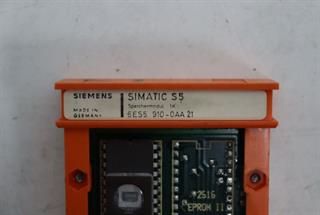 SIEMENS
MADE IN
GERMANY
SIMATIC S5
Speichermodul 1K
6ES5 910-0AA21
2516
EPROM II